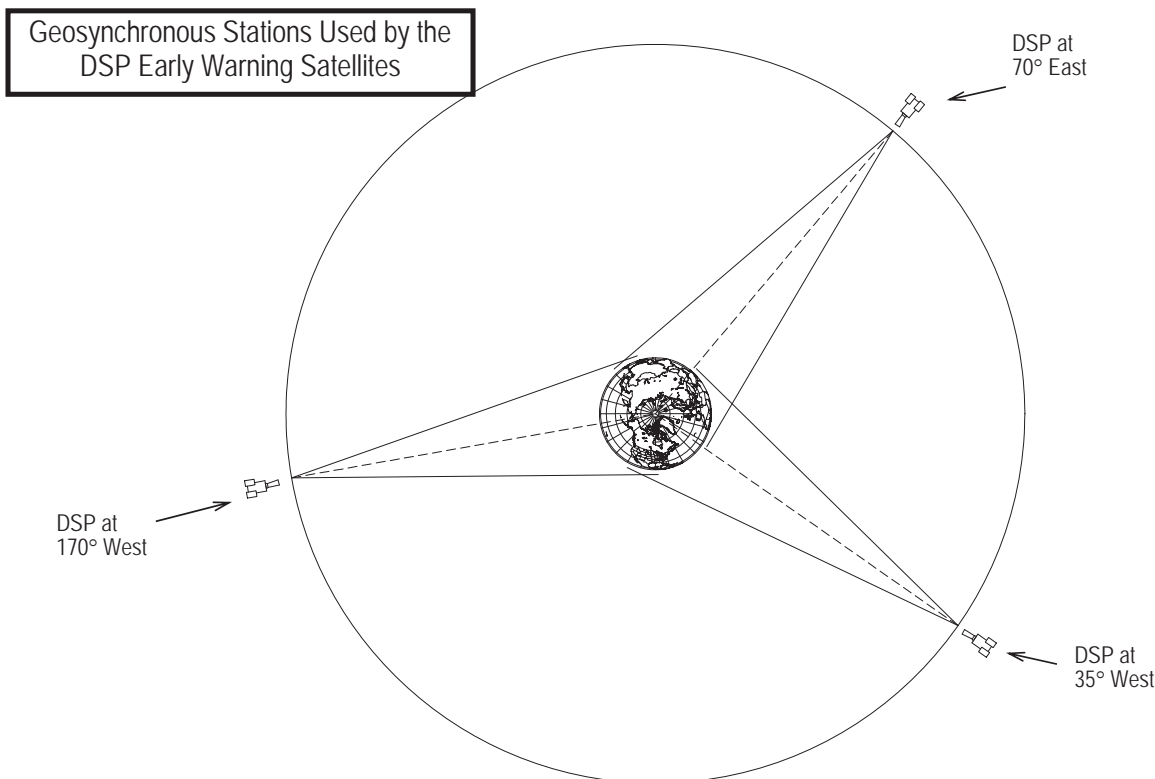 Geosynchronous Stations Used by the
DSP Early Warning Satellites
DSP at
70° East
DSP at
170° West
DSP at
35° West